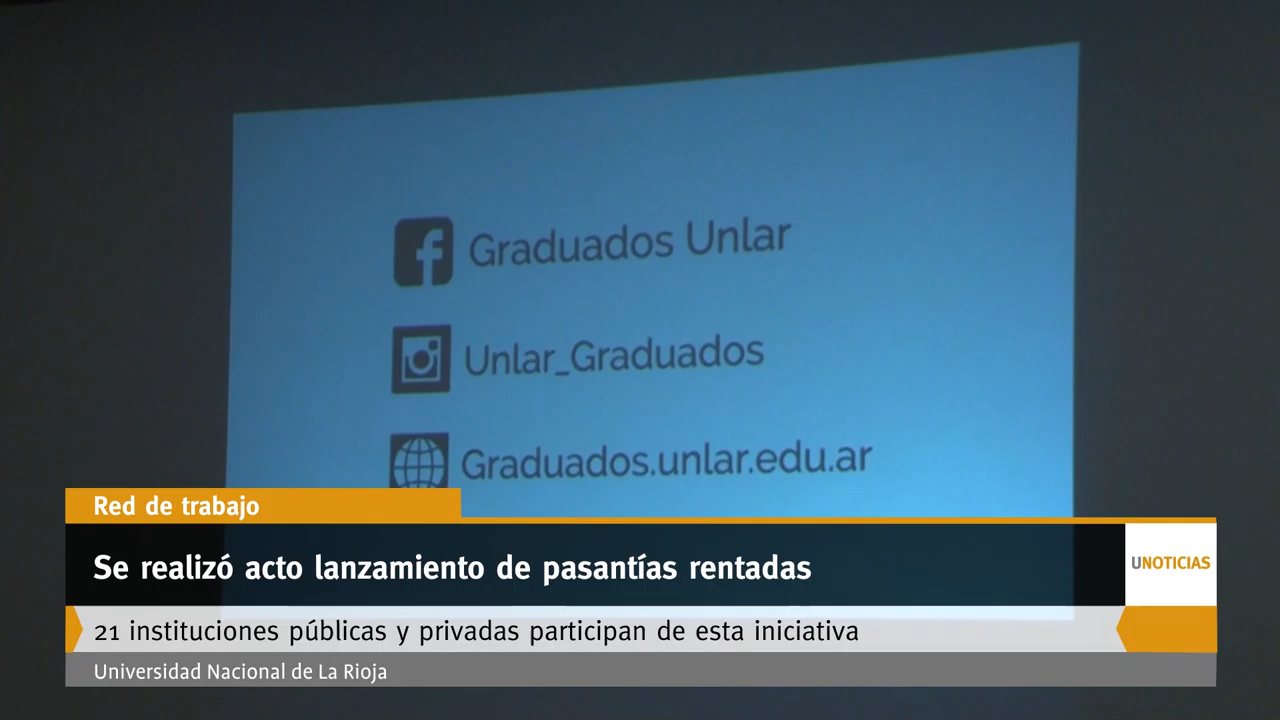 Graduados Unlar
Unlar_Graduados
Graduados.unlar.edu.ar
Red de trabajo
Se realizó acto lanzamiento de pasantías rentadas
UNOTICIAS
21 instituciones públicas y privadas participan de esta iniciativa
Universidad Nacional de La Rioja